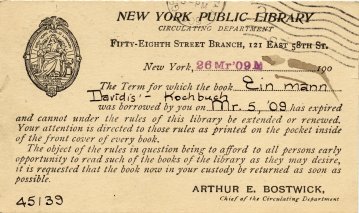 NEW YORK PUBLIC LIBRARY
CIRCULATING DEPARTMENT
FIFTY-EIGHTH STREET BRANCH, 121 EAST 58TH ST.
New York, 26 Mr '09 M 190
The Term for which the book Ein mann
Davidis'- Kochbuch
was borrowed by you on Mr. 5, '09 has expired
and cannot under the rules of this library be extended or renewed.
Your attention is directed to those rules as printed on the pocket inside
of the front cover of every book.
The object of the rules in question being to afford to all persons early
opportunity to read such of the books of the library as they may desire,
it is requested that the book now in your custody be returned as soon as
possible.
ARTHUR E. BOSTWICK,
Chief of the Circulating Department
45139